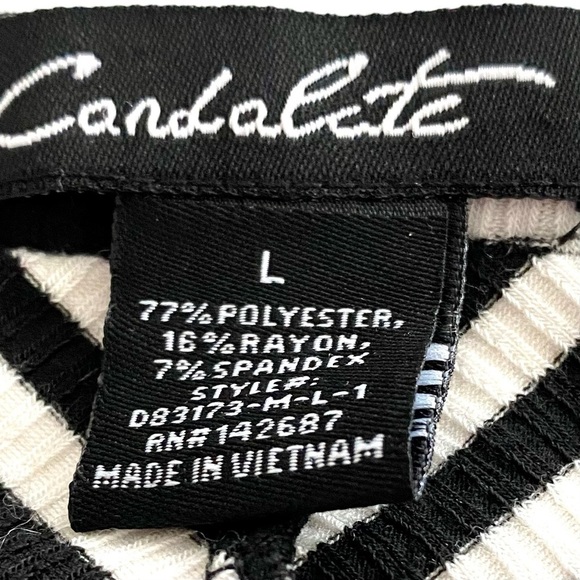 Candalite
L
77% POLYESTER,
16% RAYON,
7% SPANDEX
STYLE#:
D83173-M-L-1
RN# 142687
MADE IN VIETNAM